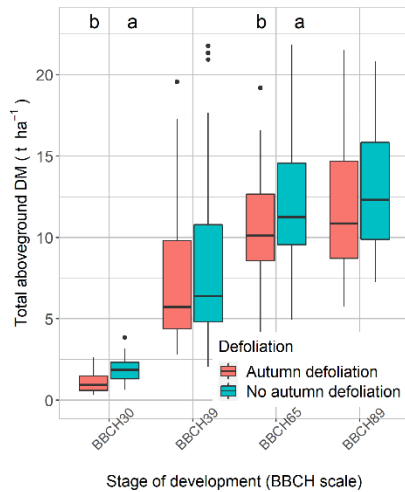 b a b a
20
15
10
5
0
Total aboveground DM ( t ha⁻¹)
Defoliation
Autumn defoliation
No autumn defoliation
BBCH30 BBCH39 BBCH65 BBCH89
Stage of development (BBCH scale)